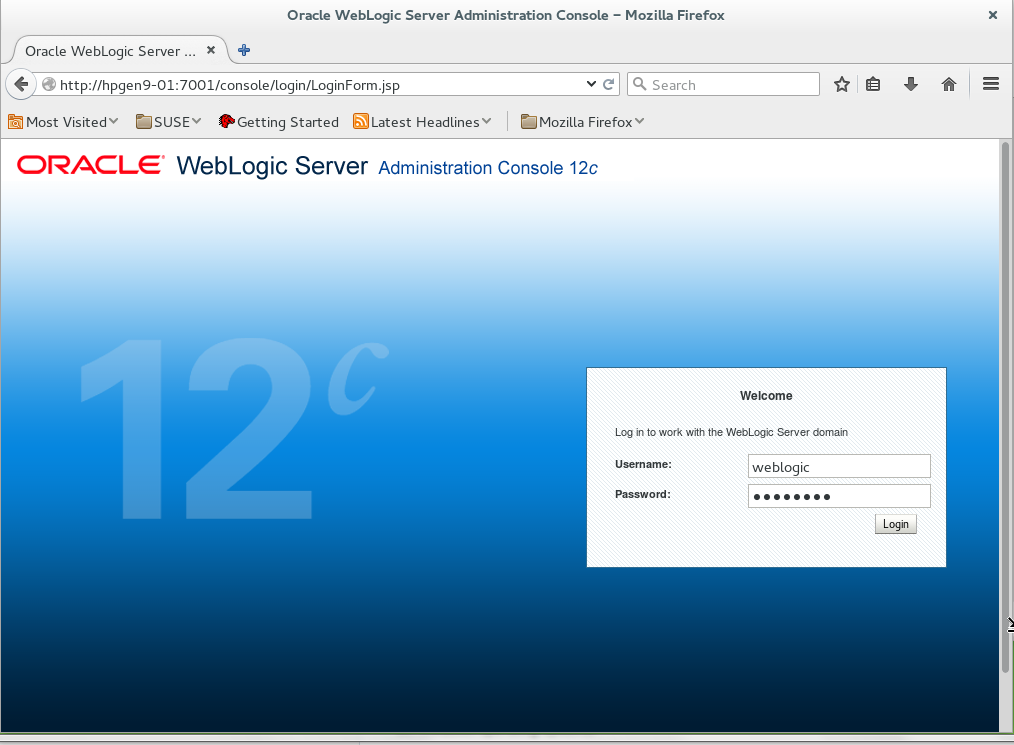 Oracle WebLogic Server Administration Console – Mozilla Firefox
Oracle WebLogic Server ...
http://hpgen9-01:7001/console/login/LoginForm.jsp Search
Most Visited SUSE Getting Started Latest Headlines Mozilla Firefox
ORACLE WebLogic Server Administration Console 12c
12c
Welcome
Log in to work with the WebLogic Server domain
Username: weblogic
Password: ●●●●●●●●
Login